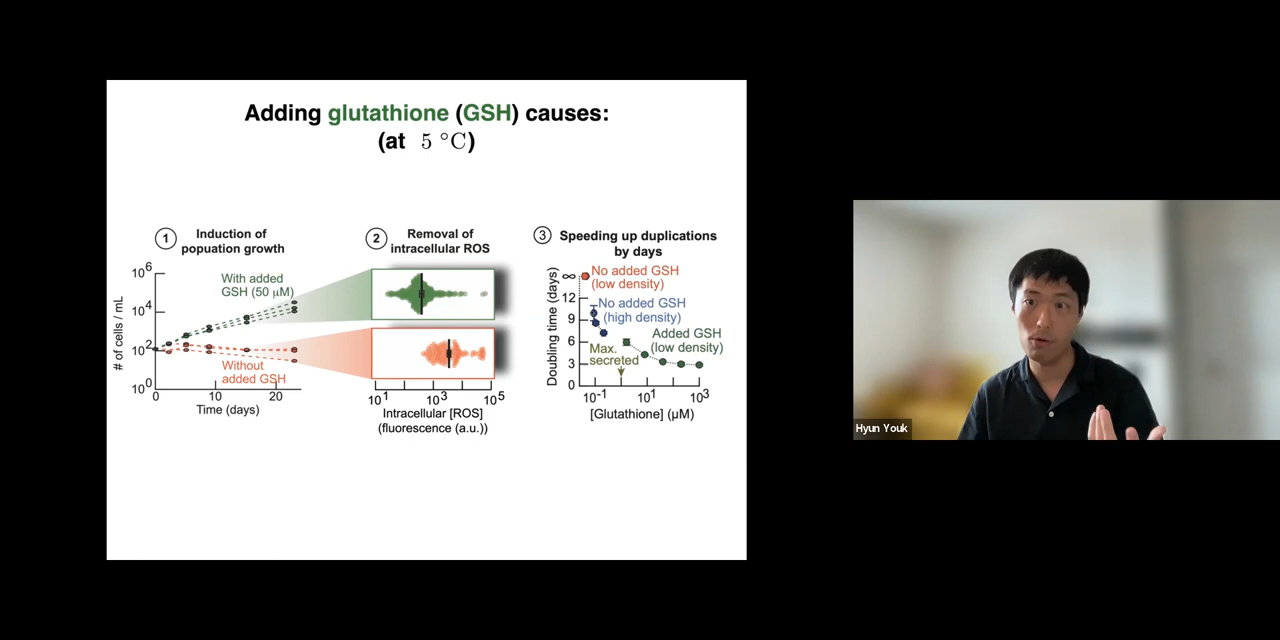 Adding glutathione (GSH) causes:
(at 5 °C)
1 Induction of
popuation growth
10^6
10^4
10^2
10^0
# of cells / mL
With added
GSH (50 μM)
Without
added GSH
0 10 20
Time (days)
2 Removal of
intracellular ROS
10^1 10^3 10^5
Intracellular [ROS]
(fluorescence (a.u.))
3 Speeding up duplications
by days
Doubling time (days)
∞
12
9
6
3
0
No added GSH
(low density)
No added GSH
(high density)
Added GSH
(low density)
Max.
secreted
10^-1 10^1 10^3
[Glutathione] (μM)
Hyun Youk